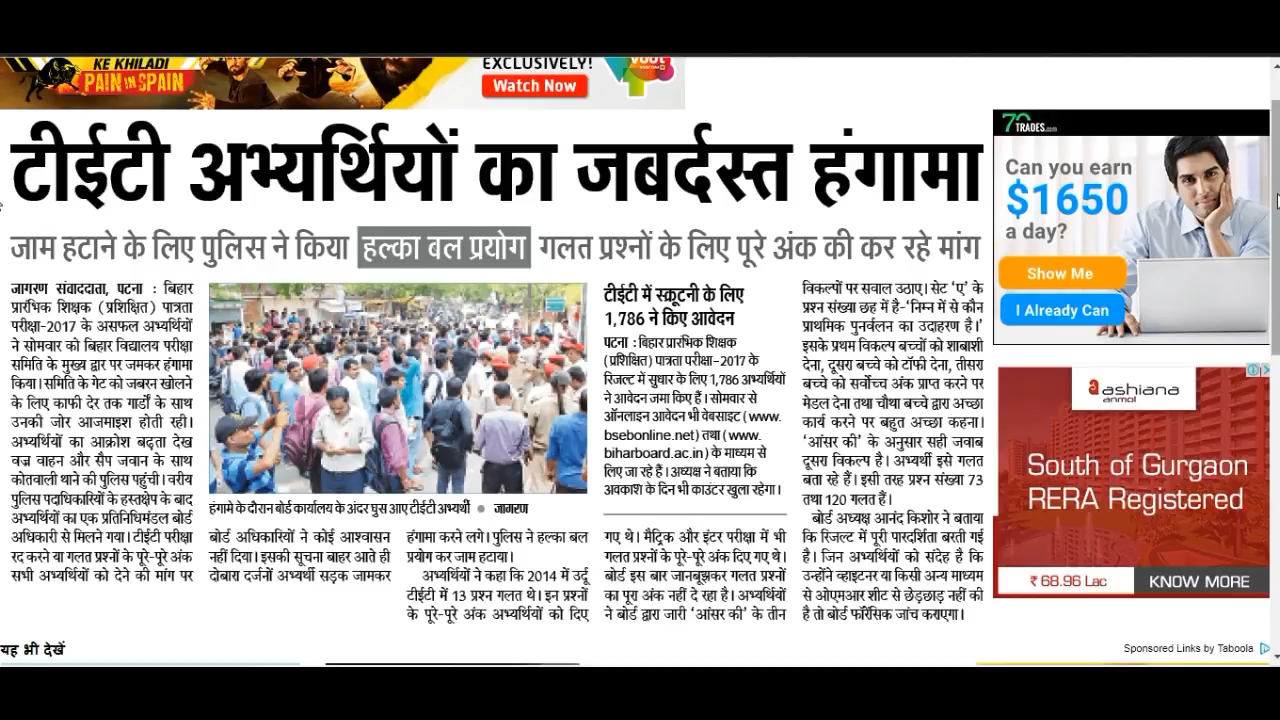 KE KHILADI
PAIN IN SPAIN
EXCLUSIVELY!
Watch Now
voot
टीईटी अभ्यर्थियों का जबर्दस्त हंगामा
जाम हटाने के लिए पुलिस ने किया हल्का बल प्रयोग गलत प्रश्नों के लिए पूरे अंक की कर रहे मांग
जागरण संवाददाता, पटना : बिहार
प्रारंभिक शिक्षक (प्रशिक्षित) पात्रता
परीक्षा-2017 के असफल अभ्यर्थियों
ने सोमवार को बिहार विद्यालय परीक्षा
समिति के मुख्य द्वार पर जमकर हंगामा
किया। समिति के गेट को जबरन खोलने
के लिए काफी देर तक गार्डों के साथ
उनकी जोर आजमाइश होती रही।
अभ्यर्थियों का आक्रोश बढ़ता देख
वज्र वाहन और सैप जवान के साथ
कोतवाली थाने की पुलिस पहुंची। वरीय
पुलिस पदाधिकारियों के हस्तक्षेप के बाद
अभ्यर्थियों का एक प्रतिनिधिमंडल बोर्ड
अधिकारी से मिलने गया। टीईटी परीक्षा
रद करने या गलत प्रश्नों के पूरे-पूरे अंक
सभी अभ्यर्थियों को देने की मांग पर
हंगामे के दौरान बोर्ड कार्यालय के अंदर घुस आए टीईटी अभ्यर्थी ● जागरण
बोर्ड अधिकारियों ने कोई आश्वासन
नहीं दिया। इसकी सूचना बाहर आते ही
दोबारा दर्जनों अभ्यर्थी सड़क जामकर
हंगामा करने लगे। पुलिस ने हल्का बल
प्रयोग कर जाम हटाया।
अभ्यर्थियों ने कहा कि 2014 में उर्दू
टीईटी में 13 प्रश्न गलत थे। इन प्रश्नों
के पूरे-पूरे अंक अभ्यर्थियों को दिए
टीईटी में स्क्रूटनी के लिए
1,786 ने किए आवेदन
पटना : बिहार प्रारंभिक शिक्षक
(प्रशिक्षित) पात्रता परीक्षा-2017 के
रिजल्ट में सुधार के लिए 1,786 अभ्यर्थियों
ने आवेदन जमा किए हैं। सोमवार से
ऑनलाइन आवेदन भी वेबसाइट (www.
bsebonline.net) तथा (www.
biharboard.ac.in) के माध्यम से
लिए जा रहे हैं। अध्यक्ष ने बताया कि
अवकाश के दिन भी काउंटर खुला रहेगा।
गए थे। मैट्रिक और इंटर परीक्षा में भी
गलत प्रश्नों के पूरे-पूरे अंक दिए गए थे।
बोर्ड इस बार जानबूझकर गलत प्रश्नों
का पूरा अंक नहीं दे रहा है। अभ्यर्थियों
ने बोर्ड द्वारा जारी 'आंसर की' के तीन
विकल्पों पर सवाल उठाए। सेट 'ए' के
प्रश्न संख्या छह में है-'निम्न में से कौन
प्राथमिक पुनर्वलन का उदाहरण है।'
इसके प्रथम विकल्प बच्चों को शाबाशी
देना, दूसरा बच्चे को टॉफी देना, तीसरा
बच्चे को सर्वोच्च अंक प्राप्त करने पर
मेडल देना तथा चौथा बच्चे द्वारा अच्छा
कार्य करने पर बहुत अच्छा कहना।
'आंसर की' के अनुसार सही जवाब
दूसरा विकल्प है। अभ्यर्थी इसे गलत
बता रहे हैं। इसी तरह प्रश्न संख्या 73
तथा 120 गलत हैं।
बोर्ड अध्यक्ष आनंद किशोर ने बताया
कि रिजल्ट में पूरी पारदर्शिता बरती गई
है। जिन अभ्यर्थियों को संदेह है कि
उन्होंने व्हाइटनर या किसी अन्य माध्यम
से ओएमआर शीट से छेड़छाड़ नहीं की
है तो बोर्ड फॉरेंसिक जांच कराएगा।
70
TRADES.com
Can you earn
$1650
a day?
Show Me
I Already Can
ashiana
anmol
South of Gurgaon
RERA Registered
₹ 68.96 Lac
KNOW MORE
यह भी देखें
Sponsored Links by Taboola